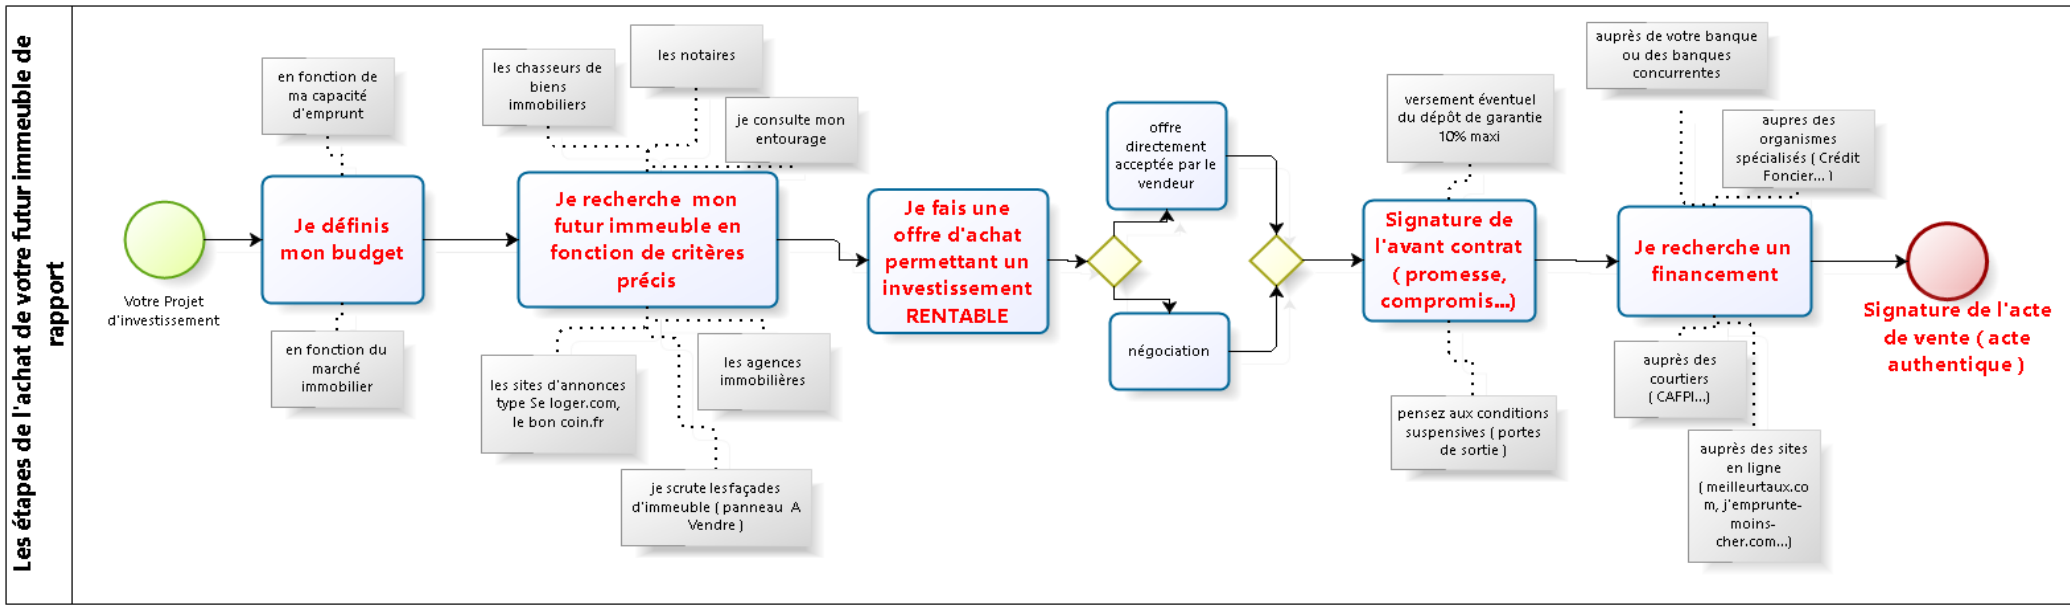 Les étapes de l'achat de votre futur immeuble de
rapport
Votre Projet
d'investissement
en fonction de
ma capacité
d'emprunt
Je définis
mon budget
en fonction du
marché
immobilier
les chasseurs de
biens
immobiliers
les notaires
je consulte mon
entourage
Je recherche mon
futur immeuble en
fonction de critères
précis
les sites d'annonces
type Se loger.com,
le bon coin.fr
les agences
immobilières
je scrute lesfaçades
d'immeuble ( panneau A
Vendre )
Je fais une
offre d'achat
permettant un
investissement
RENTABLE
offre
directement
acceptée par le
vendeur
négociation
versement éventuel
du dépôt de garantie
10% maxi
Signature de
l'avant contrat
( promesse,
compromis...)
pensez aux conditions
suspensives ( portes
de sortie )
auprès de votre banque
ou des banques
concurrentes
aupres des
organismes
spécialisés ( Crédit
Foncier... )
Je recherche un
financement
auprès des
courtiers
( CAFPI...)
auprès des sites
en ligne
( meilleurtaux.co
m, j'emprunte-
moins-
cher.com...)
Signature de l'acte
de vente ( acte
authentique )